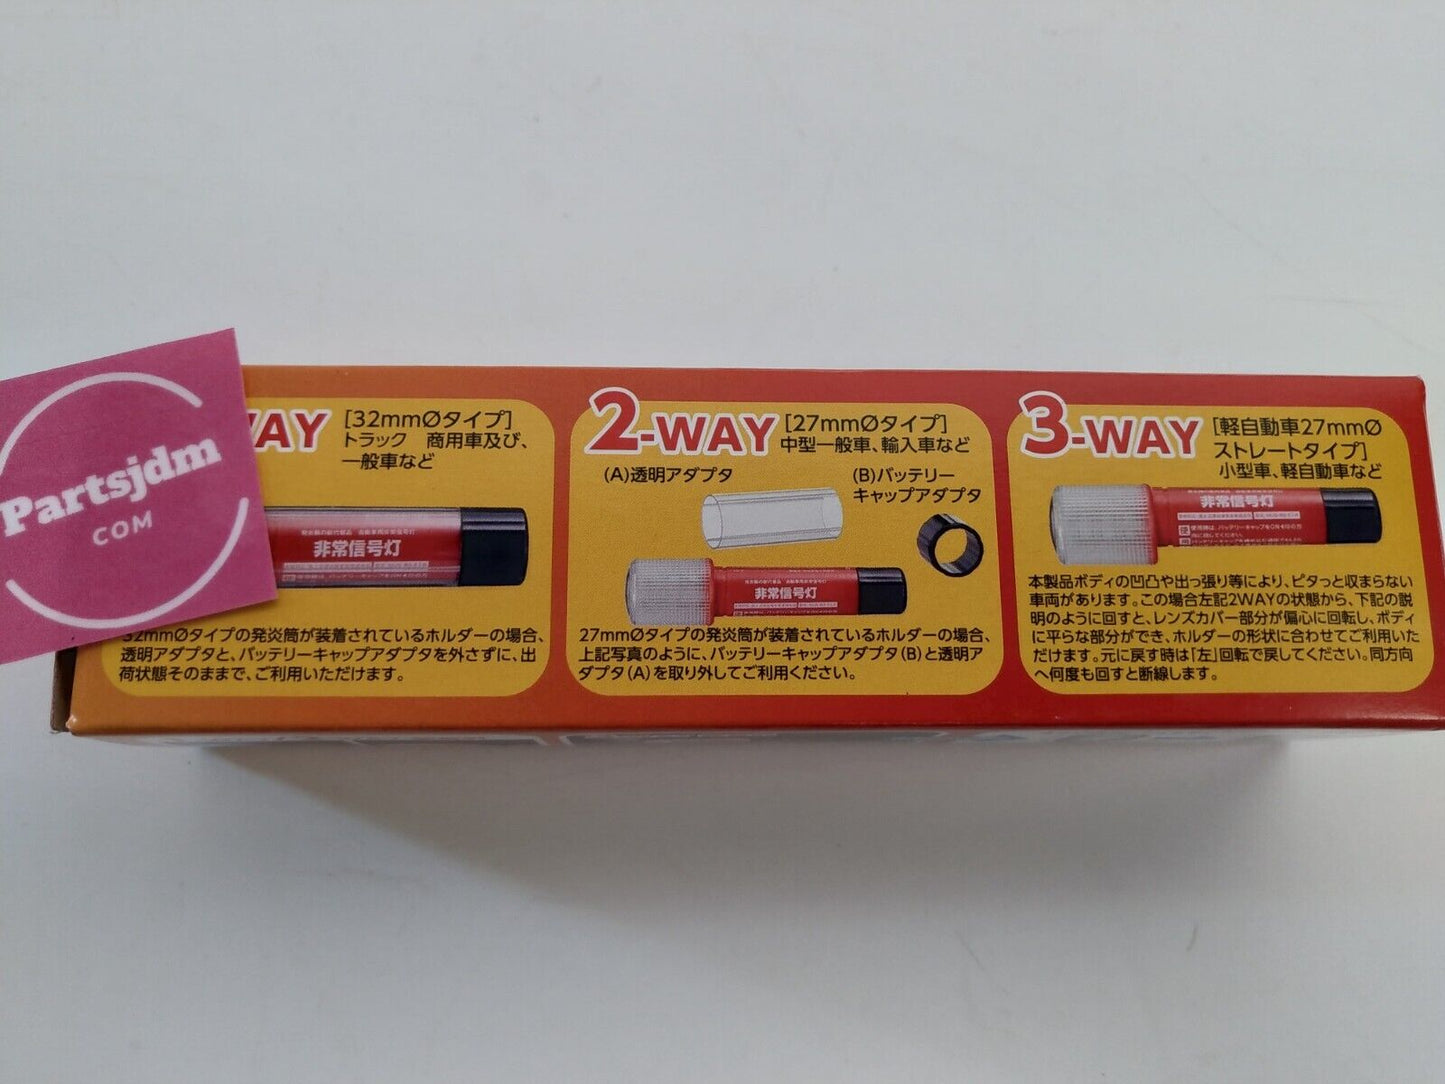 Partsjdm
COM
WAY [32mmØタイプ]
トラック 商用車及び、
一般車など
非常信号灯
32mmØタイプの発炎筒が装着されているホルダーの場合、
透明アダプタと、バッテリーキャップアダプタを外さずに、出
荷状態そのままで、ご利用いただけます。
2-WAY [27mmØタイプ]
中型一般車、輸入車など
(A)透明アダプタ
(B)バッテリー
キャップアダプタ
非常信号灯
27mmØタイプの発炎筒が装着されているホルダーの場合、
上記写真のように、バッテリーキャップアダプタ(B)と透明ア
ダプタ(A)を取り外してご利用ください。
3-WAY [軽自動車27mmØ
ストレートタイプ]
小型車、軽自動車など
非常信号灯
本製品ボディの凹凸や出っ張り等により、ピタっと収まらない
車両があります。この場合左記2WAYの状態から、下記の説
明のように回すと、レンズカバー部分が偏心に回転し、ボディ
に平らな部分ができ、ホルダーの形状に合わせてご利用いた
だけます。元に戻す時は「左」回転で戻してください。同方向
へ何度も回すと断線します。